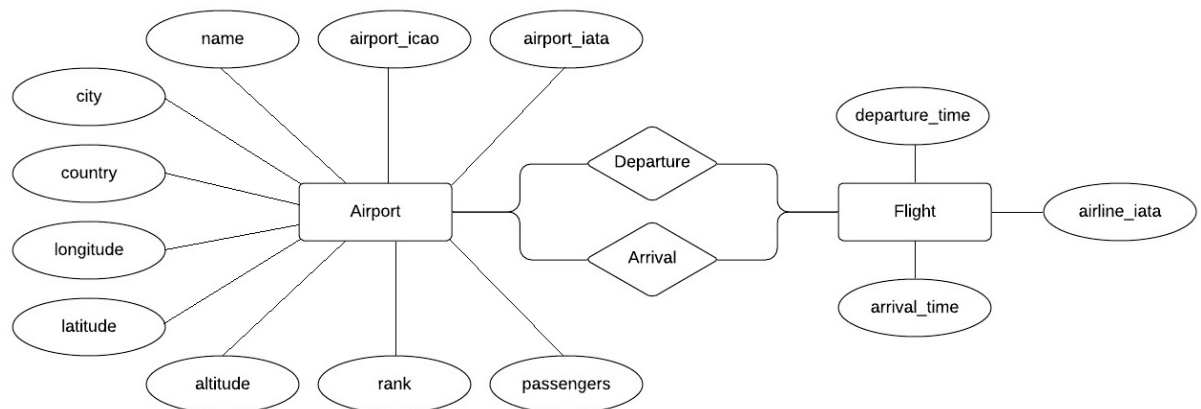 name
airport_icao
airport_iata
city
country
longitude
latitude
altitude
rank
passengers
Airport
Departure
Arrival
departure_time
Flight
airline_iata
arrival_time